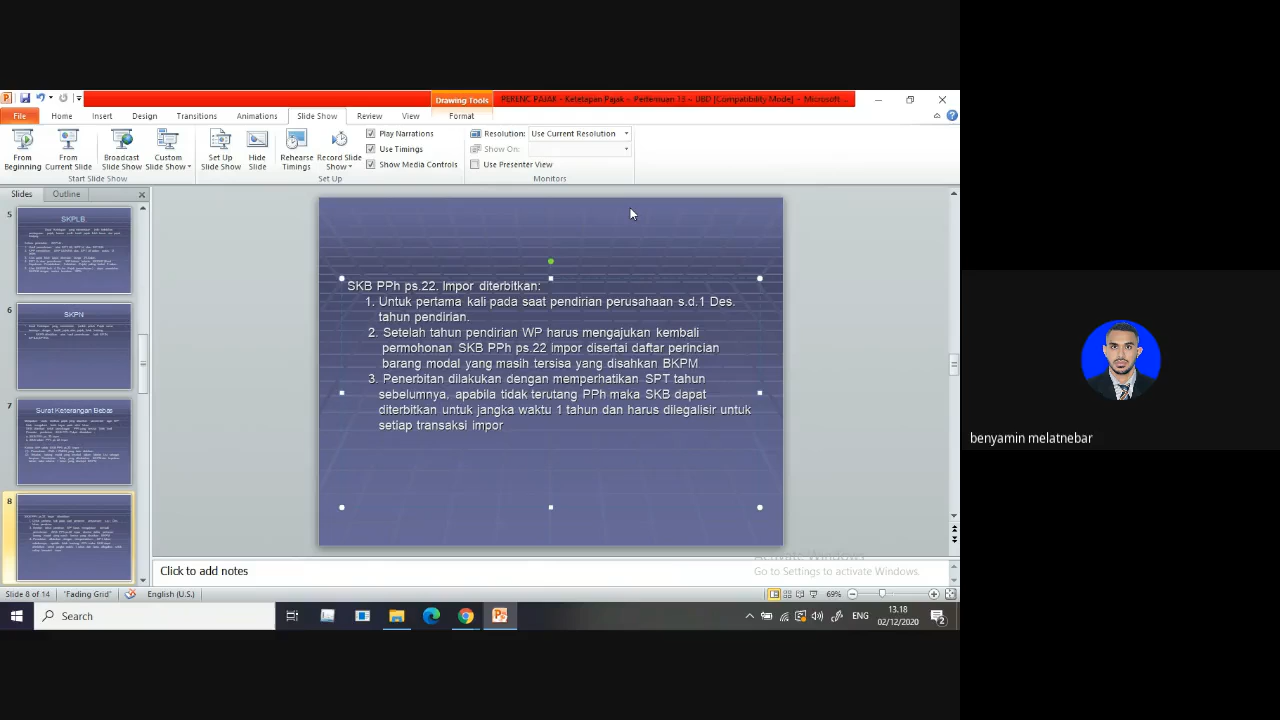 Drawing Tools
PERENC PAJAK - Ketetapan Pajak - Pertemuan 13 - UBD [Compatibility Mode] - Microsoft...
File Home Insert Design Transitions Animations Slide Show Review View Format
From Beginning
From Current Slide
Broadcast Slide Show
Custom Slide Show
Start Slide Show
Set Up Slide Show
Hide Slide
Rehearse Timings
Record Slide Show
Play Narrations
Use Timings
Show Media Controls
Set Up
Resolution: Use Current Resolution
Show On:
Use Presenter View
Monitors
Slides Outline
5
SKPLB
6
SKPN
7
Surat Keterangan Bebas
8
SKB PPh ps.22. Impor diterbitkan:
1. Untuk pertama kali pada saat pendirian perusahaan s.d.1 Des.
tahun pendirian.
2. Setelah tahun pendirian WP harus mengajukan kembali
permohonan SKB PPh ps.22 impor disertai daftar perincian
barang modal yang masih tersisa yang disahkan BKPM
3. Penerbitan dilakukan dengan memperhatikan SPT tahun
sebelumnya, apabila tidak terutang PPh maka SKB dapat
diterbitkan untuk jangka waktu 1 tahun dan harus dilegalisir untuk
setiap transaksi impor
Click to add notes
Activate Windows
Go to Settings to activate Windows.
Slide 8 of 14 "Fading Grid" English (U.S.) 69%
Search
ENG
13.18
02/12/2020
2
benyamin melatnebar